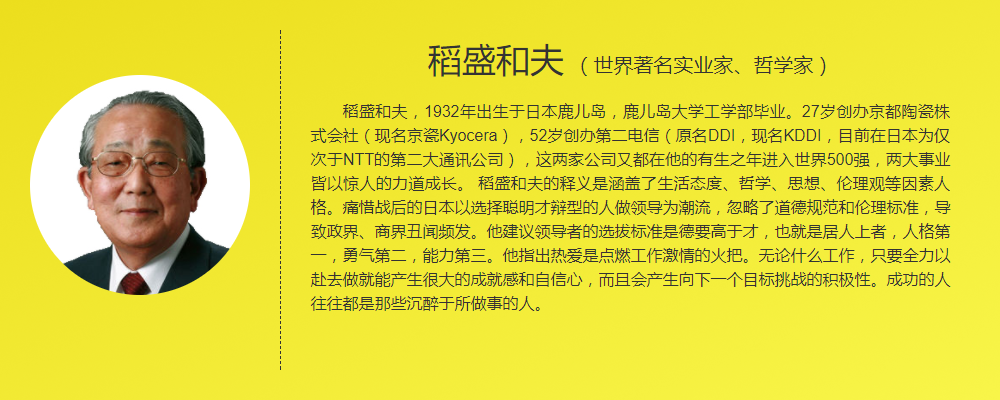 稻盛和夫（世界著名实业家、哲学家）
稻盛和夫，1932年出生于日本鹿儿岛，鹿儿岛大学工学部毕业。27岁创办京都陶瓷株
式会社（现名京瓷Kyocera），52岁创办第二电信（原名DDI，现名KDDI，目前在日本为仅
次于NTT的第二大通讯公司），这两家公司又都在他的有生之年进入世界500强，两大事业
皆以惊人的力道成长。 稻盛和夫的释义是涵盖了生活态度、哲学、思想、伦理观等因素人
格。痛惜战后的日本以选择聪明才辩型的人做领导为潮流，忽略了道德规范和伦理标准，导
致政界、商界丑闻频发。他建议领导者的选拔标准是德要高于才，也就是居人上者，人格第
一，勇气第二，能力第三。他指出热爱是点燃工作激情的火把。无论什么工作，只要全力以
赴去做就能产生很大的成就感和自信心，而且会产生向下一个目标挑战的积极性。成功的人
往往都是那些沉醉于所做事的人。